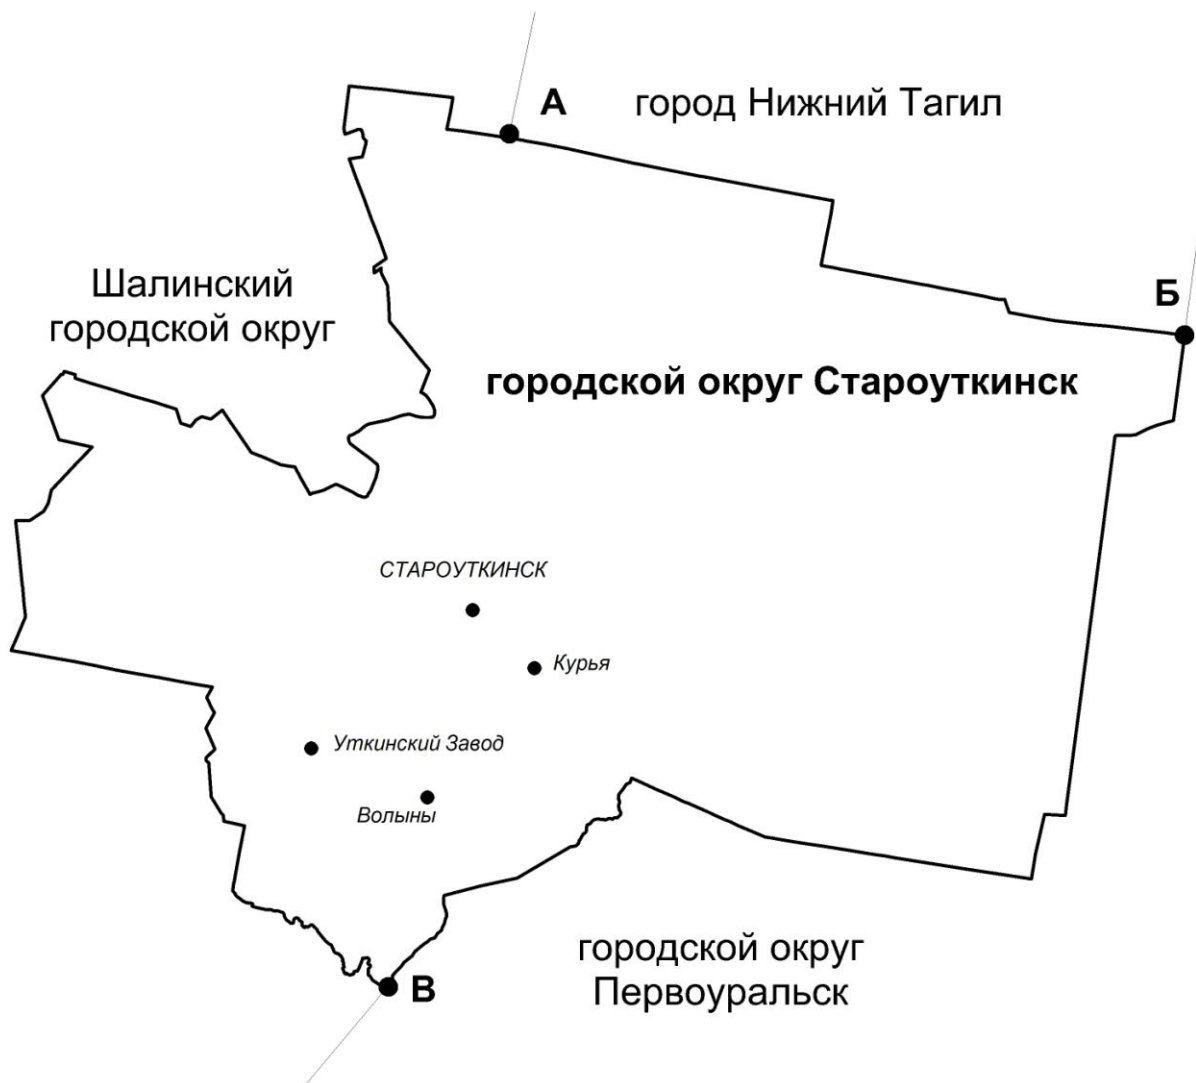 А
город Нижний Тагил
Шалинский
городской округ
Б
городской округ Староуткинск
СТАРОУТКИНСК
Курья
Уткинский Завод
Волыны
городской округ
Первоуральск
В